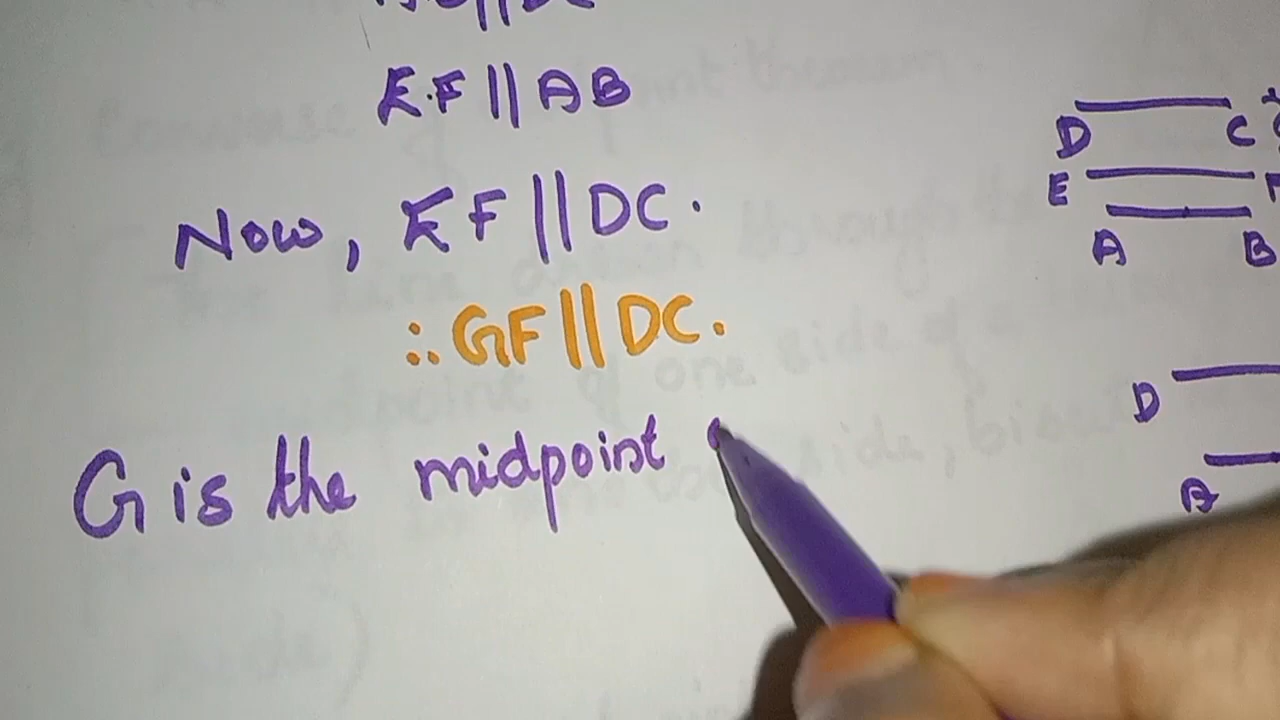 EF || AB
Now, EF || DC.
∴ GF || DC.
G is the midpoint
D C
E F
A B
D
A